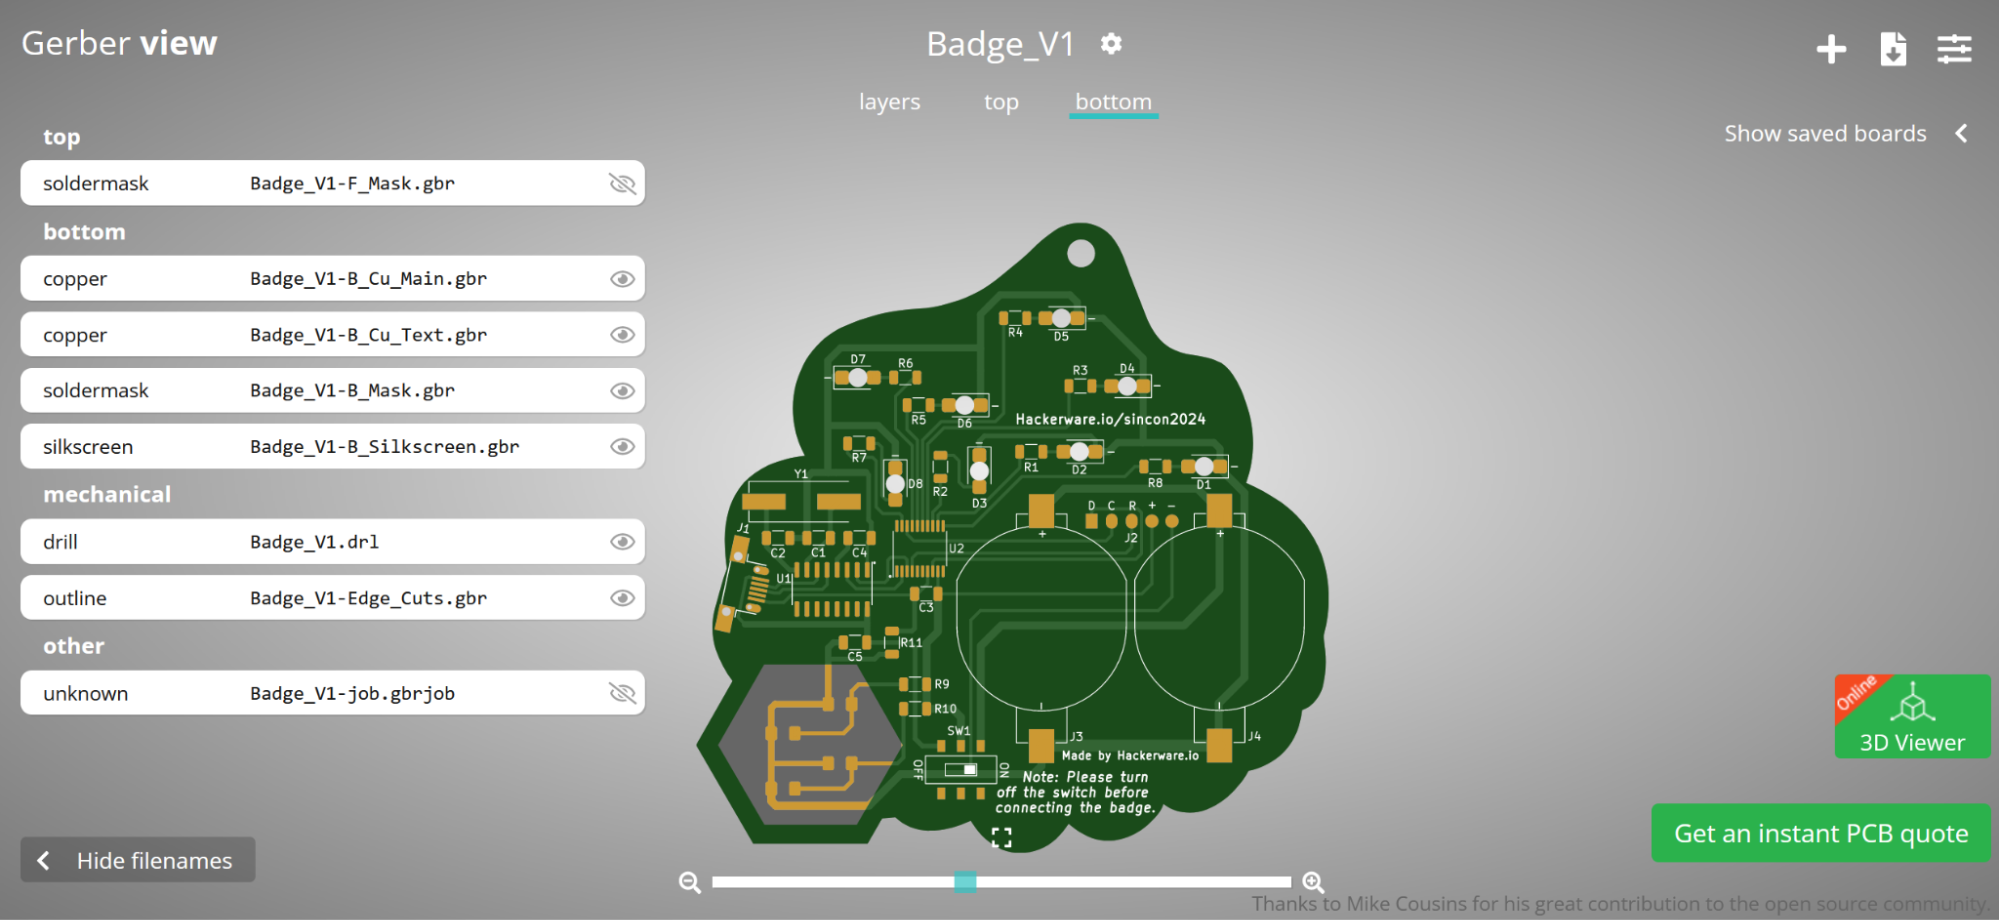 Gerber view
Badge_V1
layers top bottom
Show saved boards
top
soldermask Badge_V1-F_Mask.gbr
bottom
copper Badge_V1-B_Cu_Main.gbr
copper Badge_V1-B_Cu_Text.gbr
soldermask Badge_V1-B_Mask.gbr
silkscreen Badge_V1-B_Silkscreen.gbr
mechanical
drill Badge_V1.drl
outline Badge_V1-Edge_Cuts.gbr
other
unknown Badge_V1-job.gbrjob
Hide filenames
R4 D5
D7 R6
R3 D4
R5 D6
Hackerware.io/sincon2024
R7 D8 R2 D3 R1 D2 R8 D1
Y1
D C R + -
J2
J1
C2 C1 C4 U2
U1
C3
+ +
C5 R11
R9
R10
SW1
OFF ON
J3 J4
Made by Hackerware.io
Note: Please turn
off the switch before
connecting the badge.
Online
3D Viewer
Get an instant PCB quote
Thanks to Mike Cousins for his great contribution to the open source community.